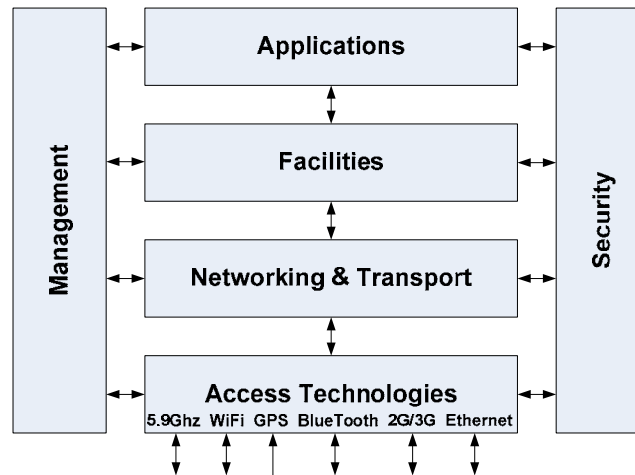 Applications
Facilities
Networking & Transport
Access Technologies
5.9Ghz WiFi GPS BlueTooth 2G/3G Ethernet
Management
Security